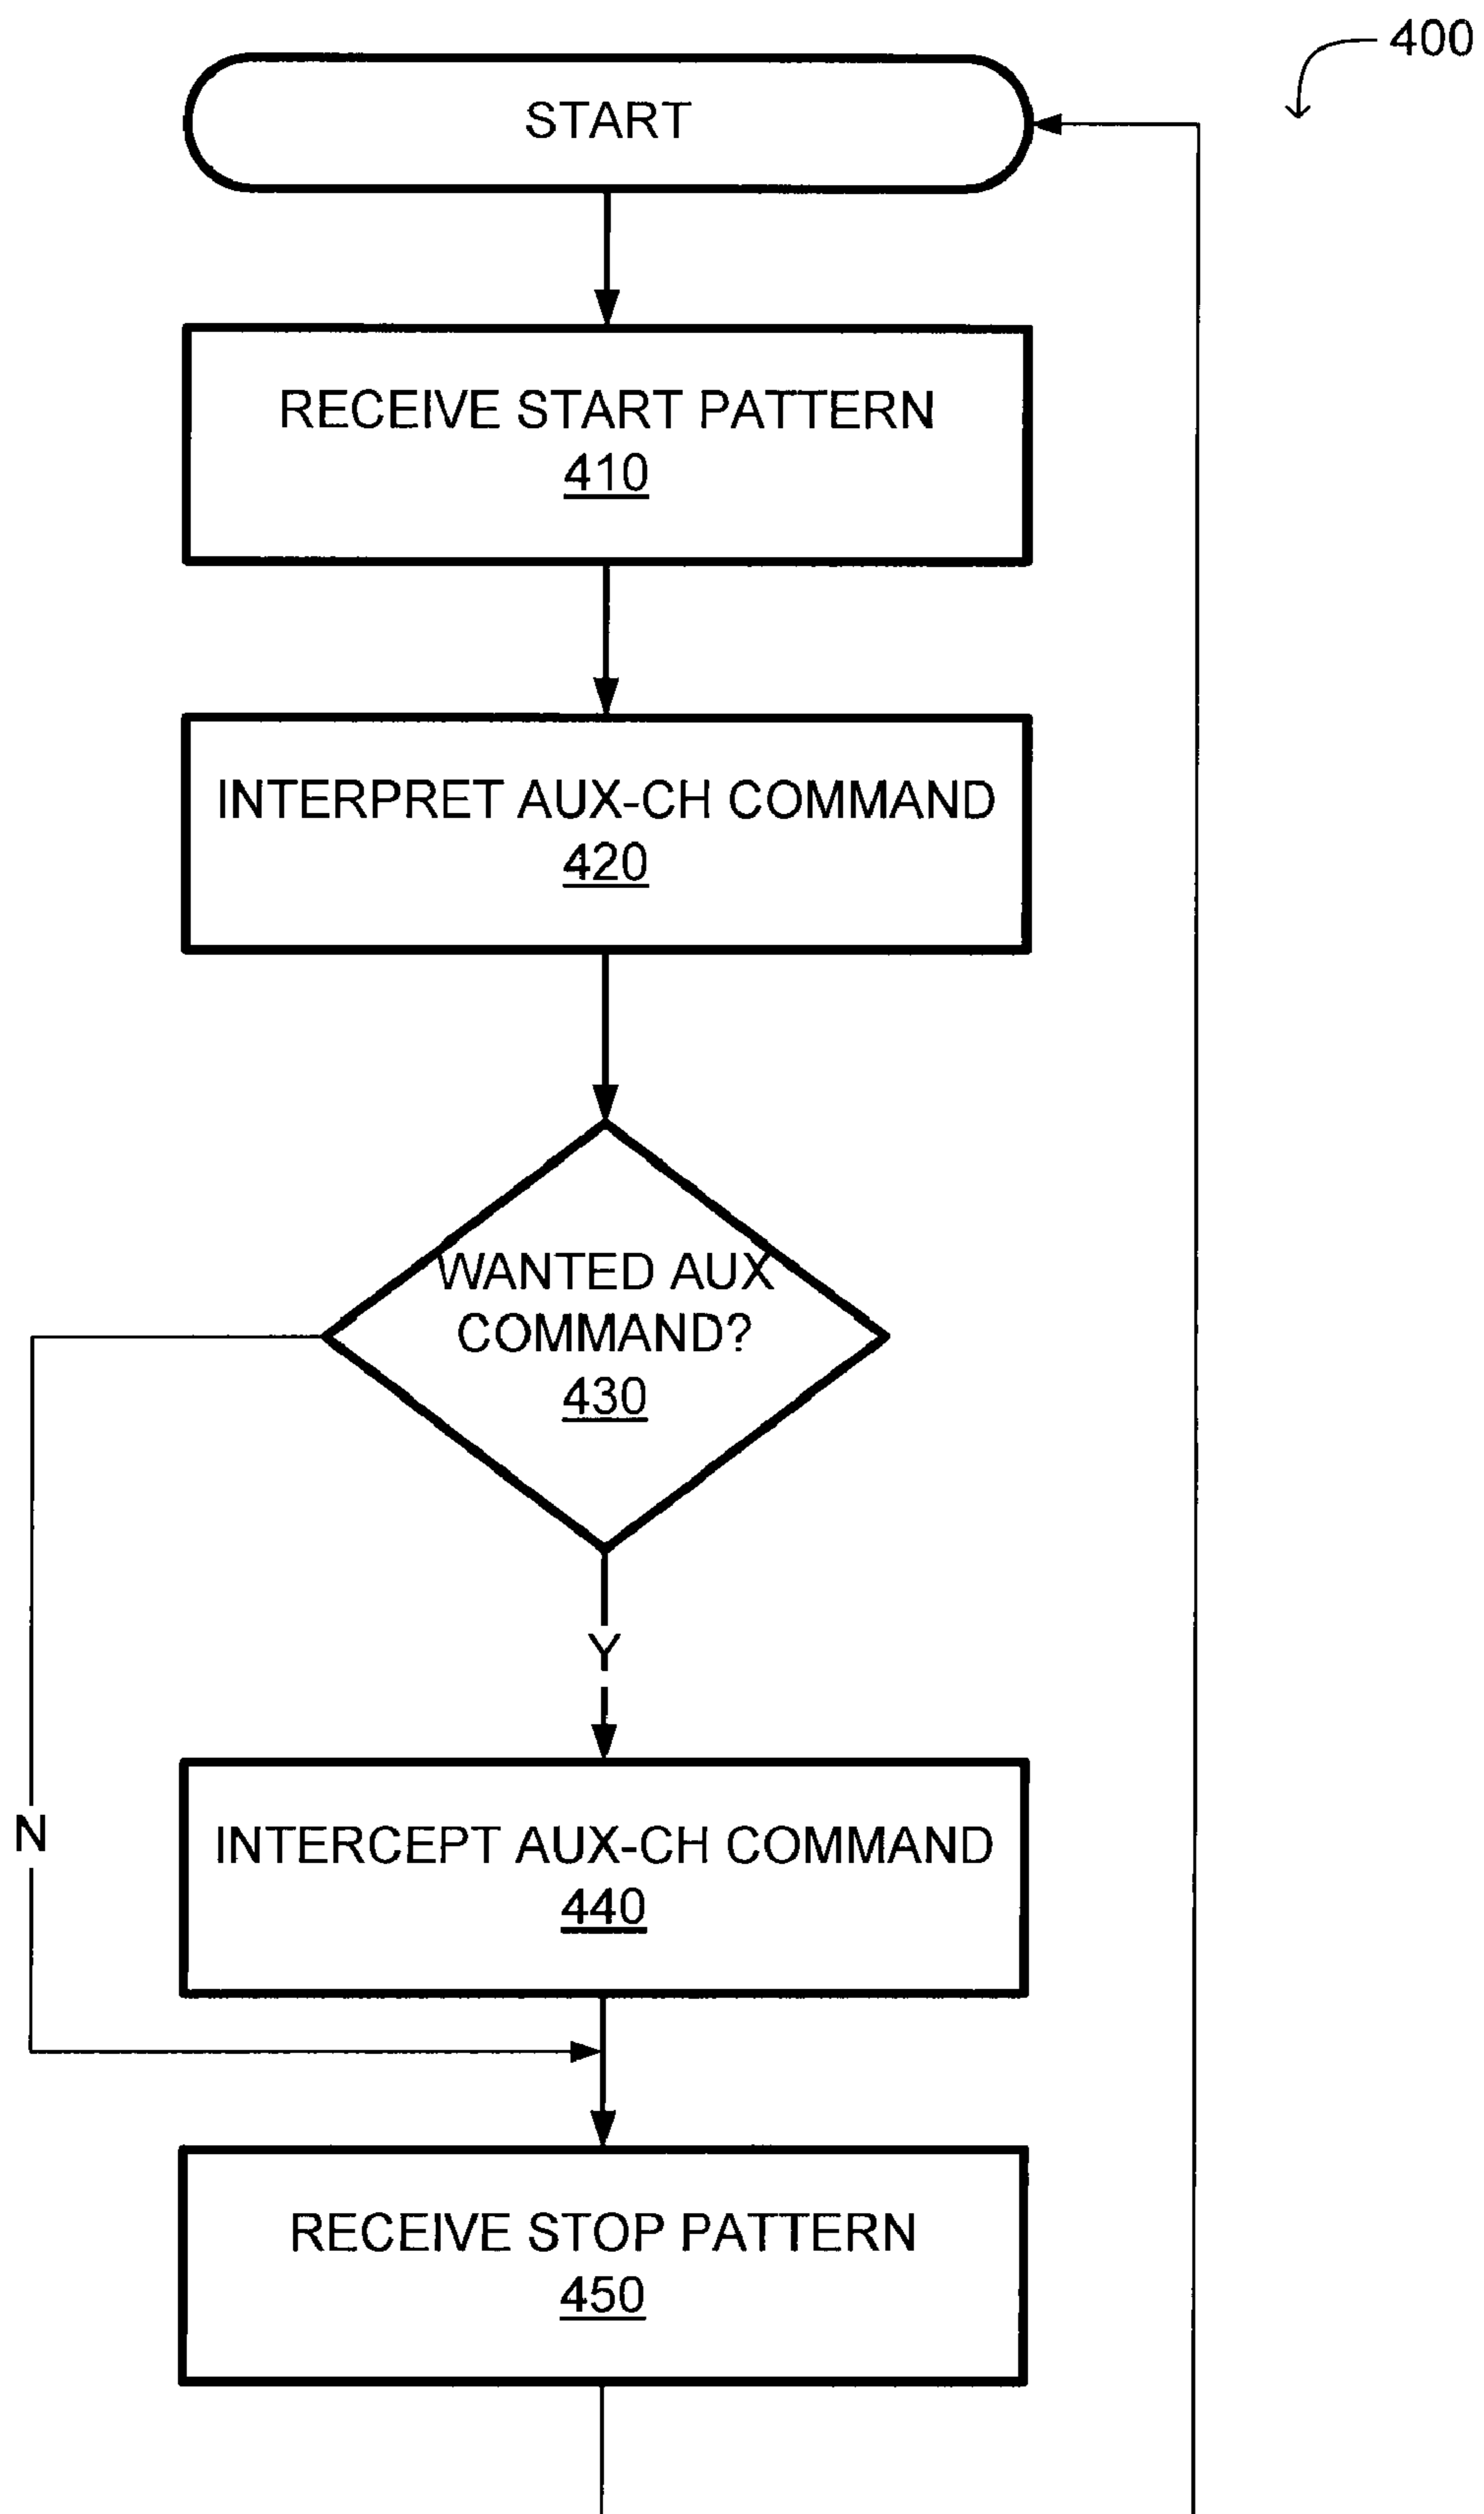 400
START
RECEIVE START PATTERN
410
INTERPRET AUX-CH COMMAND
420
WANTED AUX
COMMAND?
430
Y
N
INTERCEPT AUX-CH COMMAND
440
RECEIVE STOP PATTERN
450